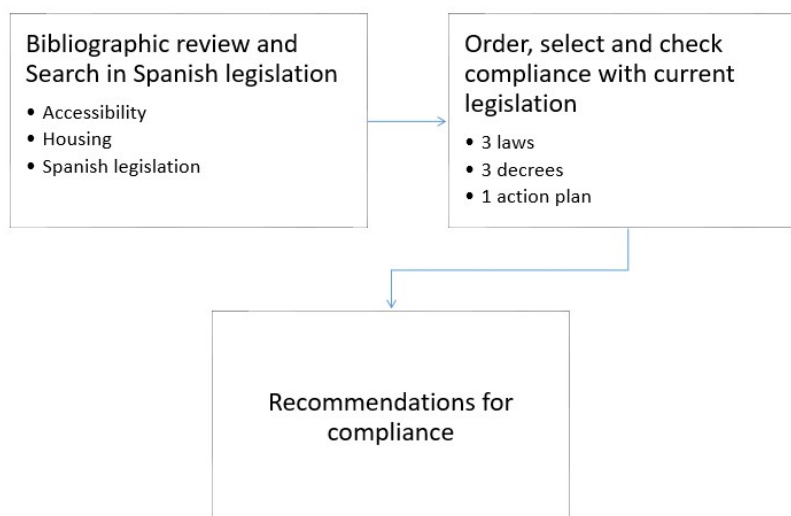 Bibliographic review and
Search in Spanish legislation
• Accessibility
• Housing
• Spanish legislation
Order, select and check
compliance with current
legislation
• 3 laws
• 3 decrees
• 1 action plan
Recommendations for
compliance